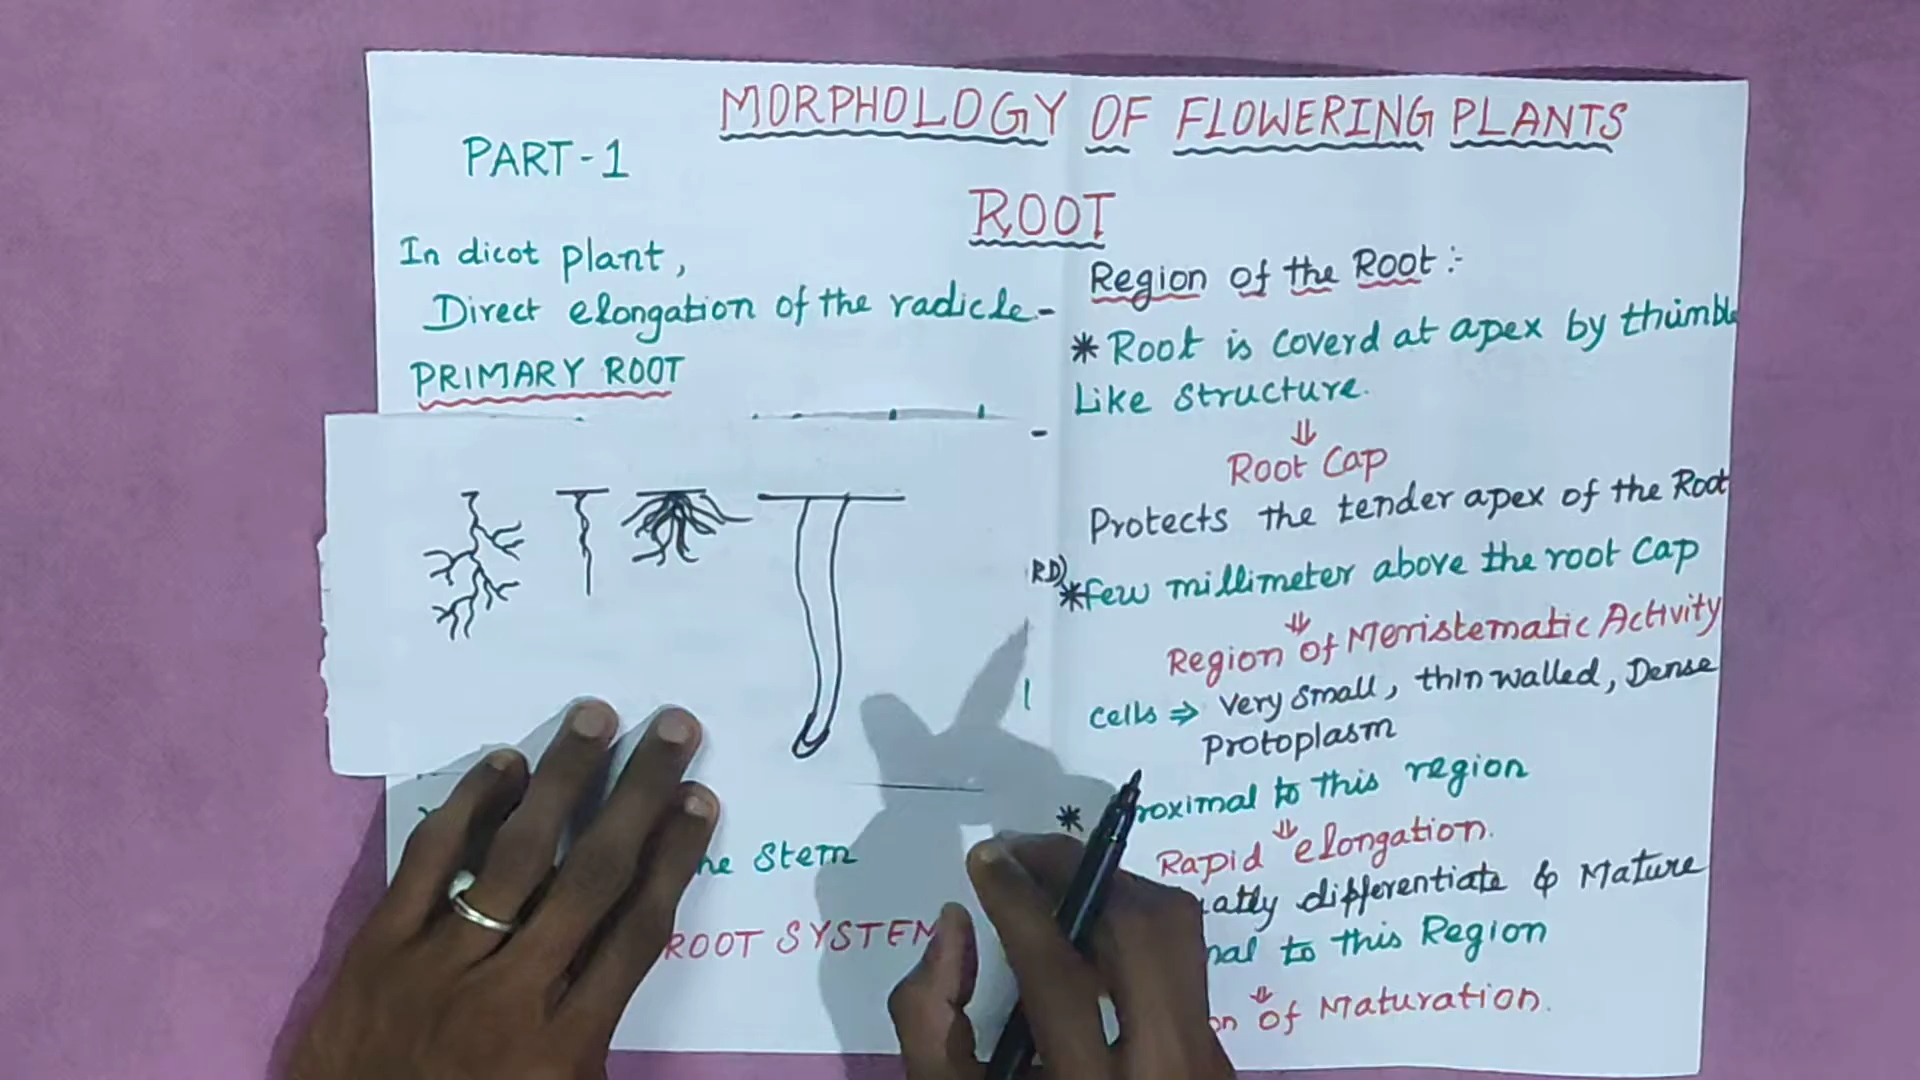 MORPHOLOGY OF FLOWERING PLANTS
PART-1
ROOT
In dicot plant,
Direct elongation of the radicle-
PRIMARY ROOT
the Stem
ROOT SYSTEM
Region of the Root:-
* Root is coverd at apex by thimble
Like structure.
⇓
Root Cap
Protects the tender apex of the Root
*few millimeter above the root cap
⇓
Region of Meristematic Activity
cells ⇒ Very small, thin walled, Dense
Protoplasm
* Proximal to this region
⇓
Rapid elongation.
differentiate & Mature
to this Region
⇓
of Maturation.